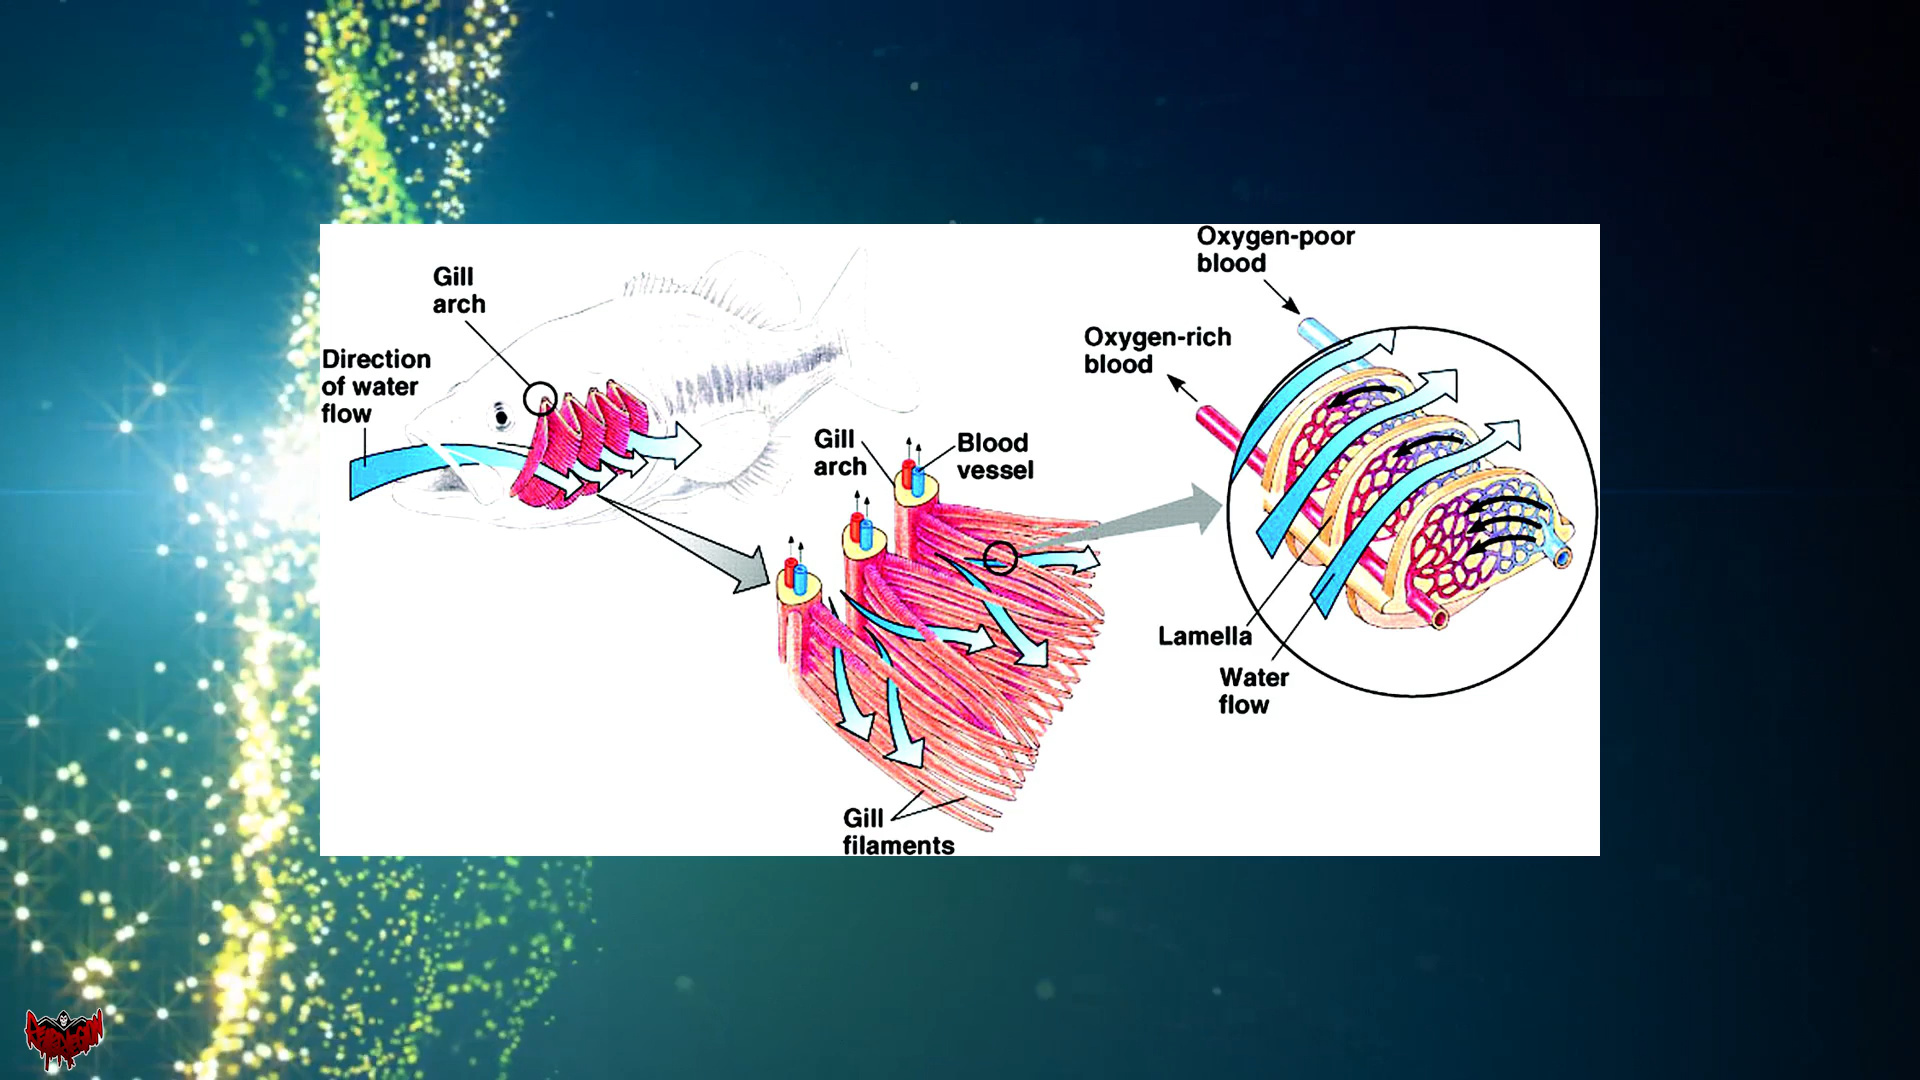 Gill
arch
Direction
of water
flow
Gill
arch
Blood
vessel
Gill
filaments
Oxygen-poor
blood
Oxygen-rich
blood
Lamella
Water
flow